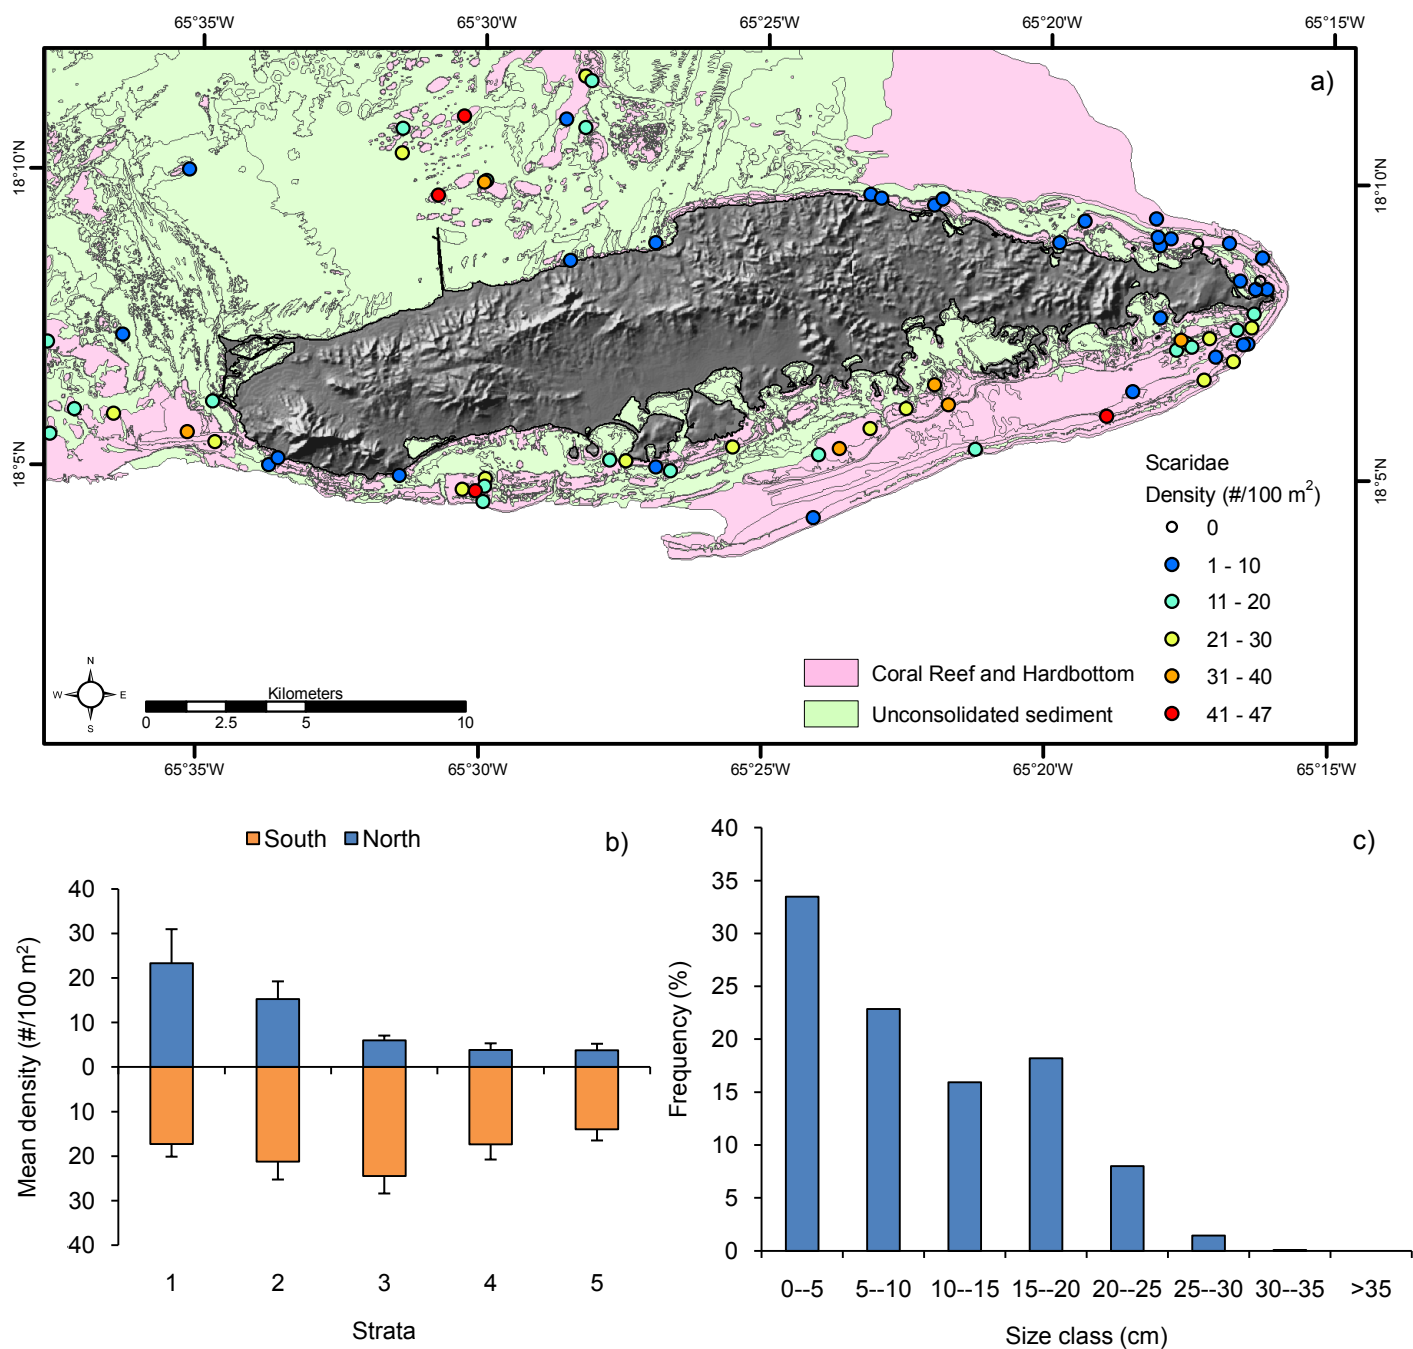 65°35'W 65°30'W 65°25'W 65°20'W 65°15'W
a)
18°10'N 18°10'N
18°5'N 18°5'N
Scaridae
Density (#/100 m2)
0
1 - 10
11 - 20
21 - 30
31 - 40
41 - 47
Coral Reef and Hardbottom
Unconsolidated sediment
N
W E
S
Kilometers
0 2.5 5 10
65°35'W 65°30'W 65°25'W 65°20'W 65°15'W
South North
b)
Mean density (#/100 m2)
40
30
20
10
0
10
20
30
40
1 2 3 4 5
Strata
c)
Frequency (%)
40
35
30
25
20
15
10
5
0
0--5 5--10 10--15 15--20 20--25 25--30 30--35 >35
Size class (cm)